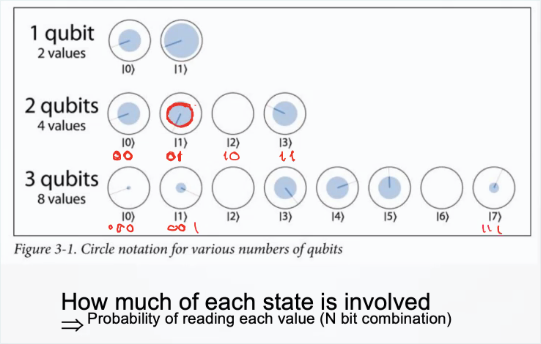 1 qubit
2 values
|0⟩ |1⟩
2 qubits
4 values
|0⟩ |1⟩ |2⟩ |3⟩
00 01 10 11
3 qubits
8 values
|0⟩ |1⟩ |2⟩ |3⟩ |4⟩ |5⟩ |6⟩ |7⟩
000 001 111
Figure 3-1. Circle notation for various numbers of qubits
How much of each state is involved
⇒ Probability of reading each value (N bit combination)